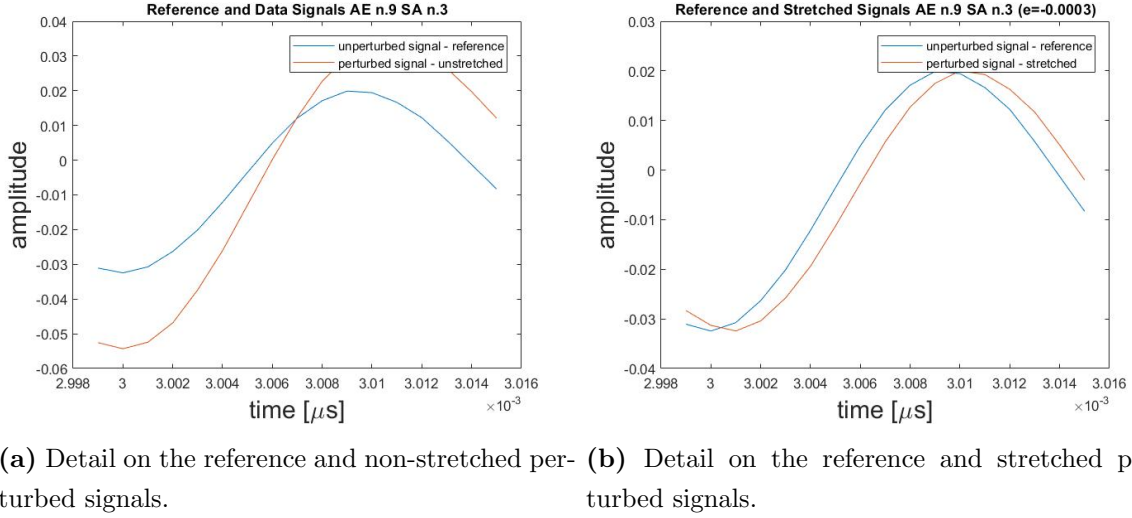 Reference and Data Signals AE n.9 SA n.3
unperturbed signal - reference
perturbed signal - unstretched
0.04
0.03
0.02
0.01
0
-0.01
-0.02
-0.03
-0.04
-0.05
-0.06
amplitude
2.998 3 3.002 3.004 3.006 3.008 3.01 3.012 3.014 3.016
×10⁻³
time [μs]
Reference and Stretched Signals AE n.9 SA n.3 (e=-0.0003)
unperturbed signal - reference
perturbed signal - stretched
0.03
0.02
0.01
0
-0.01
-0.02
-0.03
-0.04
amplitude
2.998 3 3.002 3.004 3.006 3.008 3.01 3.012 3.014 3.016
×10⁻³
time [μs]
(a) Detail on the reference and non-stretched per-
turbed signals.
(b) Detail on the reference and stretched p
turbed signals.